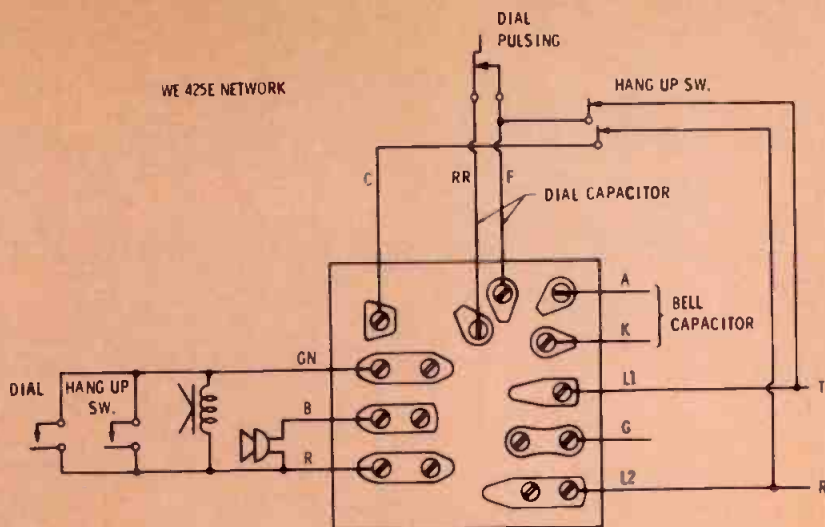 DIAL
PULSING
WE 425E NETWORK
HANG UP SW.
C
RR
F
DIAL CAPACITOR
A
BELL
CAPACITOR
K
GN
L1
T
DIAL
HANG UP
SW.
B
G
R
L2
R